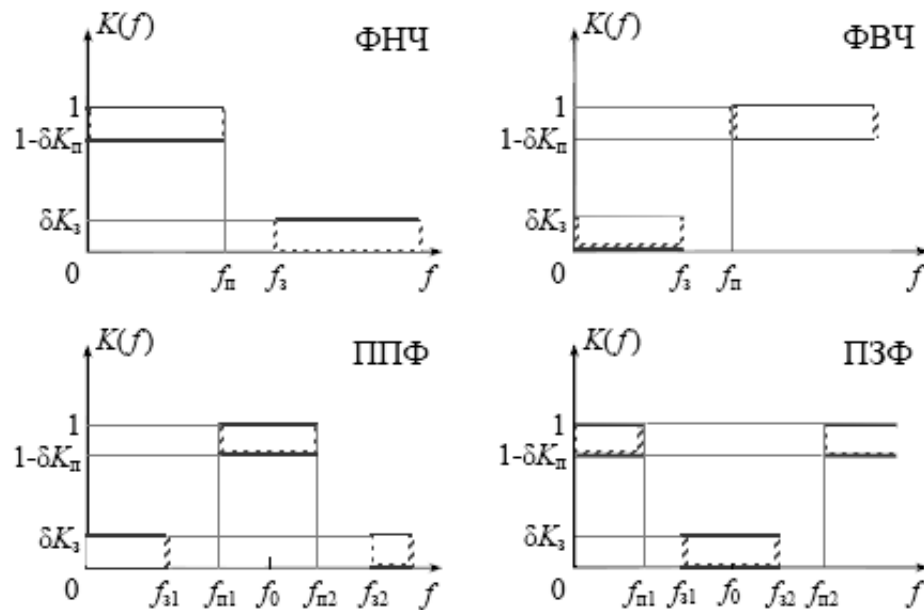 K(f)
ФНЧ
1
1-δKп
δKз
0
fп
fз
f
K(f)
ФВЧ
1
1-δKп
δKз
0
fз
fп
f
K(f)
ППФ
1
1-δKп
δKз
0
fз1
fп1
f0
fп2
fз2
f
K(f)
ПЗФ
1
1-δKп
δKз
0
fп1
fз1
f0
fз2
fп2
f